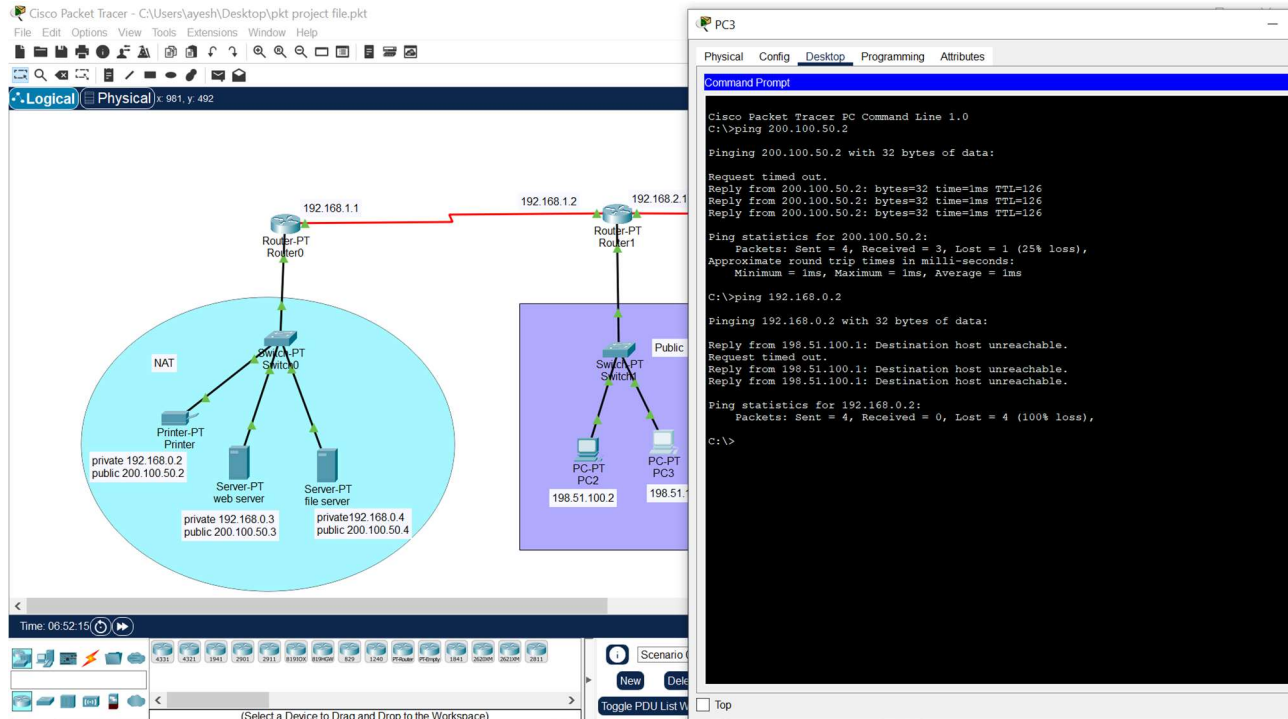 Cisco Packet Tracer - C:\Users\ayesh\Desktop\pkt project file.pkt
File Edit Options View Tools Extensions Window Help
Logical Physical x: 981, y: 492
192.168.1.1
192.168.1.2
192.168.2.1
Router-PT
Router0
Router-PT
Router1
NAT
Switch-PT
Switch0
Public
Switch-PT
Switch1
Printer-PT
Printer
private 192.168.0.2
public 200.100.50.2
Server-PT
web server
private 192.168.0.3
public 200.100.50.3
Server-PT
file server
private192.168.0.4
public 200.100.50.4
PC-PT
PC2
198.51.100.2
PC-PT
PC3
198.51.1
Time: 06:52:15
4331 4321 1941 2901 2911 819IOX 819HGW 829 1240 PT-Router PT-Empty 1841 2620XM 2621XM 2811
(Select a Device to Drag and Drop to the Workspace)
Scenario 0
New Dele
Toggle PDU List W
PC3
Physical Config Desktop Programming Attributes
Command Prompt
Cisco Packet Tracer PC Command Line 1.0
C:\>ping 200.100.50.2
Pinging 200.100.50.2 with 32 bytes of data:
Request timed out.
Reply from 200.100.50.2: bytes=32 time=1ms TTL=126
Reply from 200.100.50.2: bytes=32 time=1ms TTL=126
Reply from 200.100.50.2: bytes=32 time=1ms TTL=126
Ping statistics for 200.100.50.2:
Packets: Sent = 4, Received = 3, Lost = 1 (25% loss),
Approximate round trip times in milli-seconds:
Minimum = 1ms, Maximum = 1ms, Average = 1ms
C:\>ping 192.168.0.2
Pinging 192.168.0.2 with 32 bytes of data:
Reply from 198.51.100.1: Destination host unreachable.
Request timed out.
Reply from 198.51.100.1: Destination host unreachable.
Reply from 198.51.100.1: Destination host unreachable.
Ping statistics for 192.168.0.2:
Packets: Sent = 4, Received = 0, Lost = 4 (100% loss),
C:\>
Top